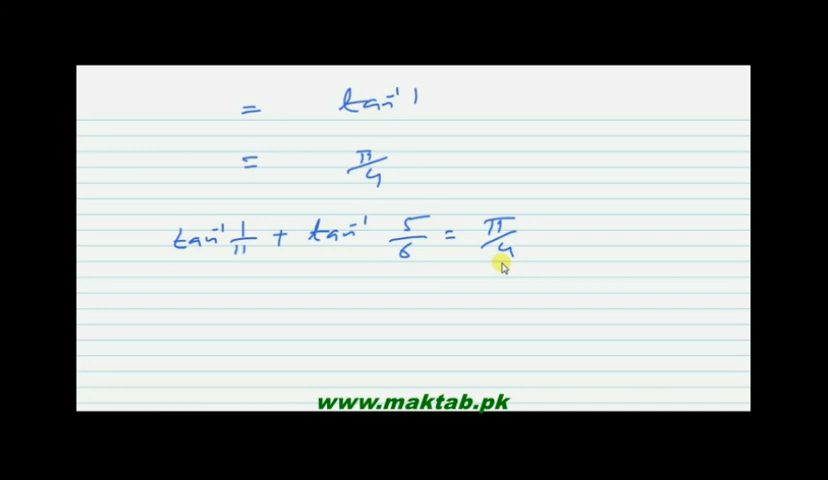 = tan⁻¹ 1
= π/4
tan⁻¹ 1/11 + tan⁻¹ 5/6 = π/4
www.maktab.pk